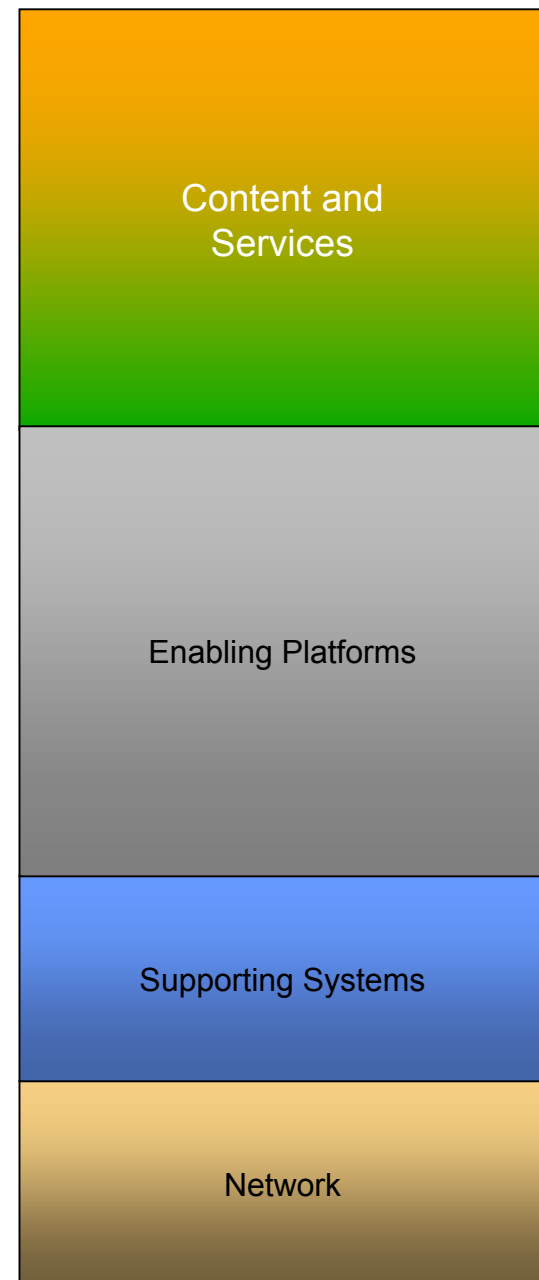 Content and
Services
Enabling Platforms
Supporting Systems
Network